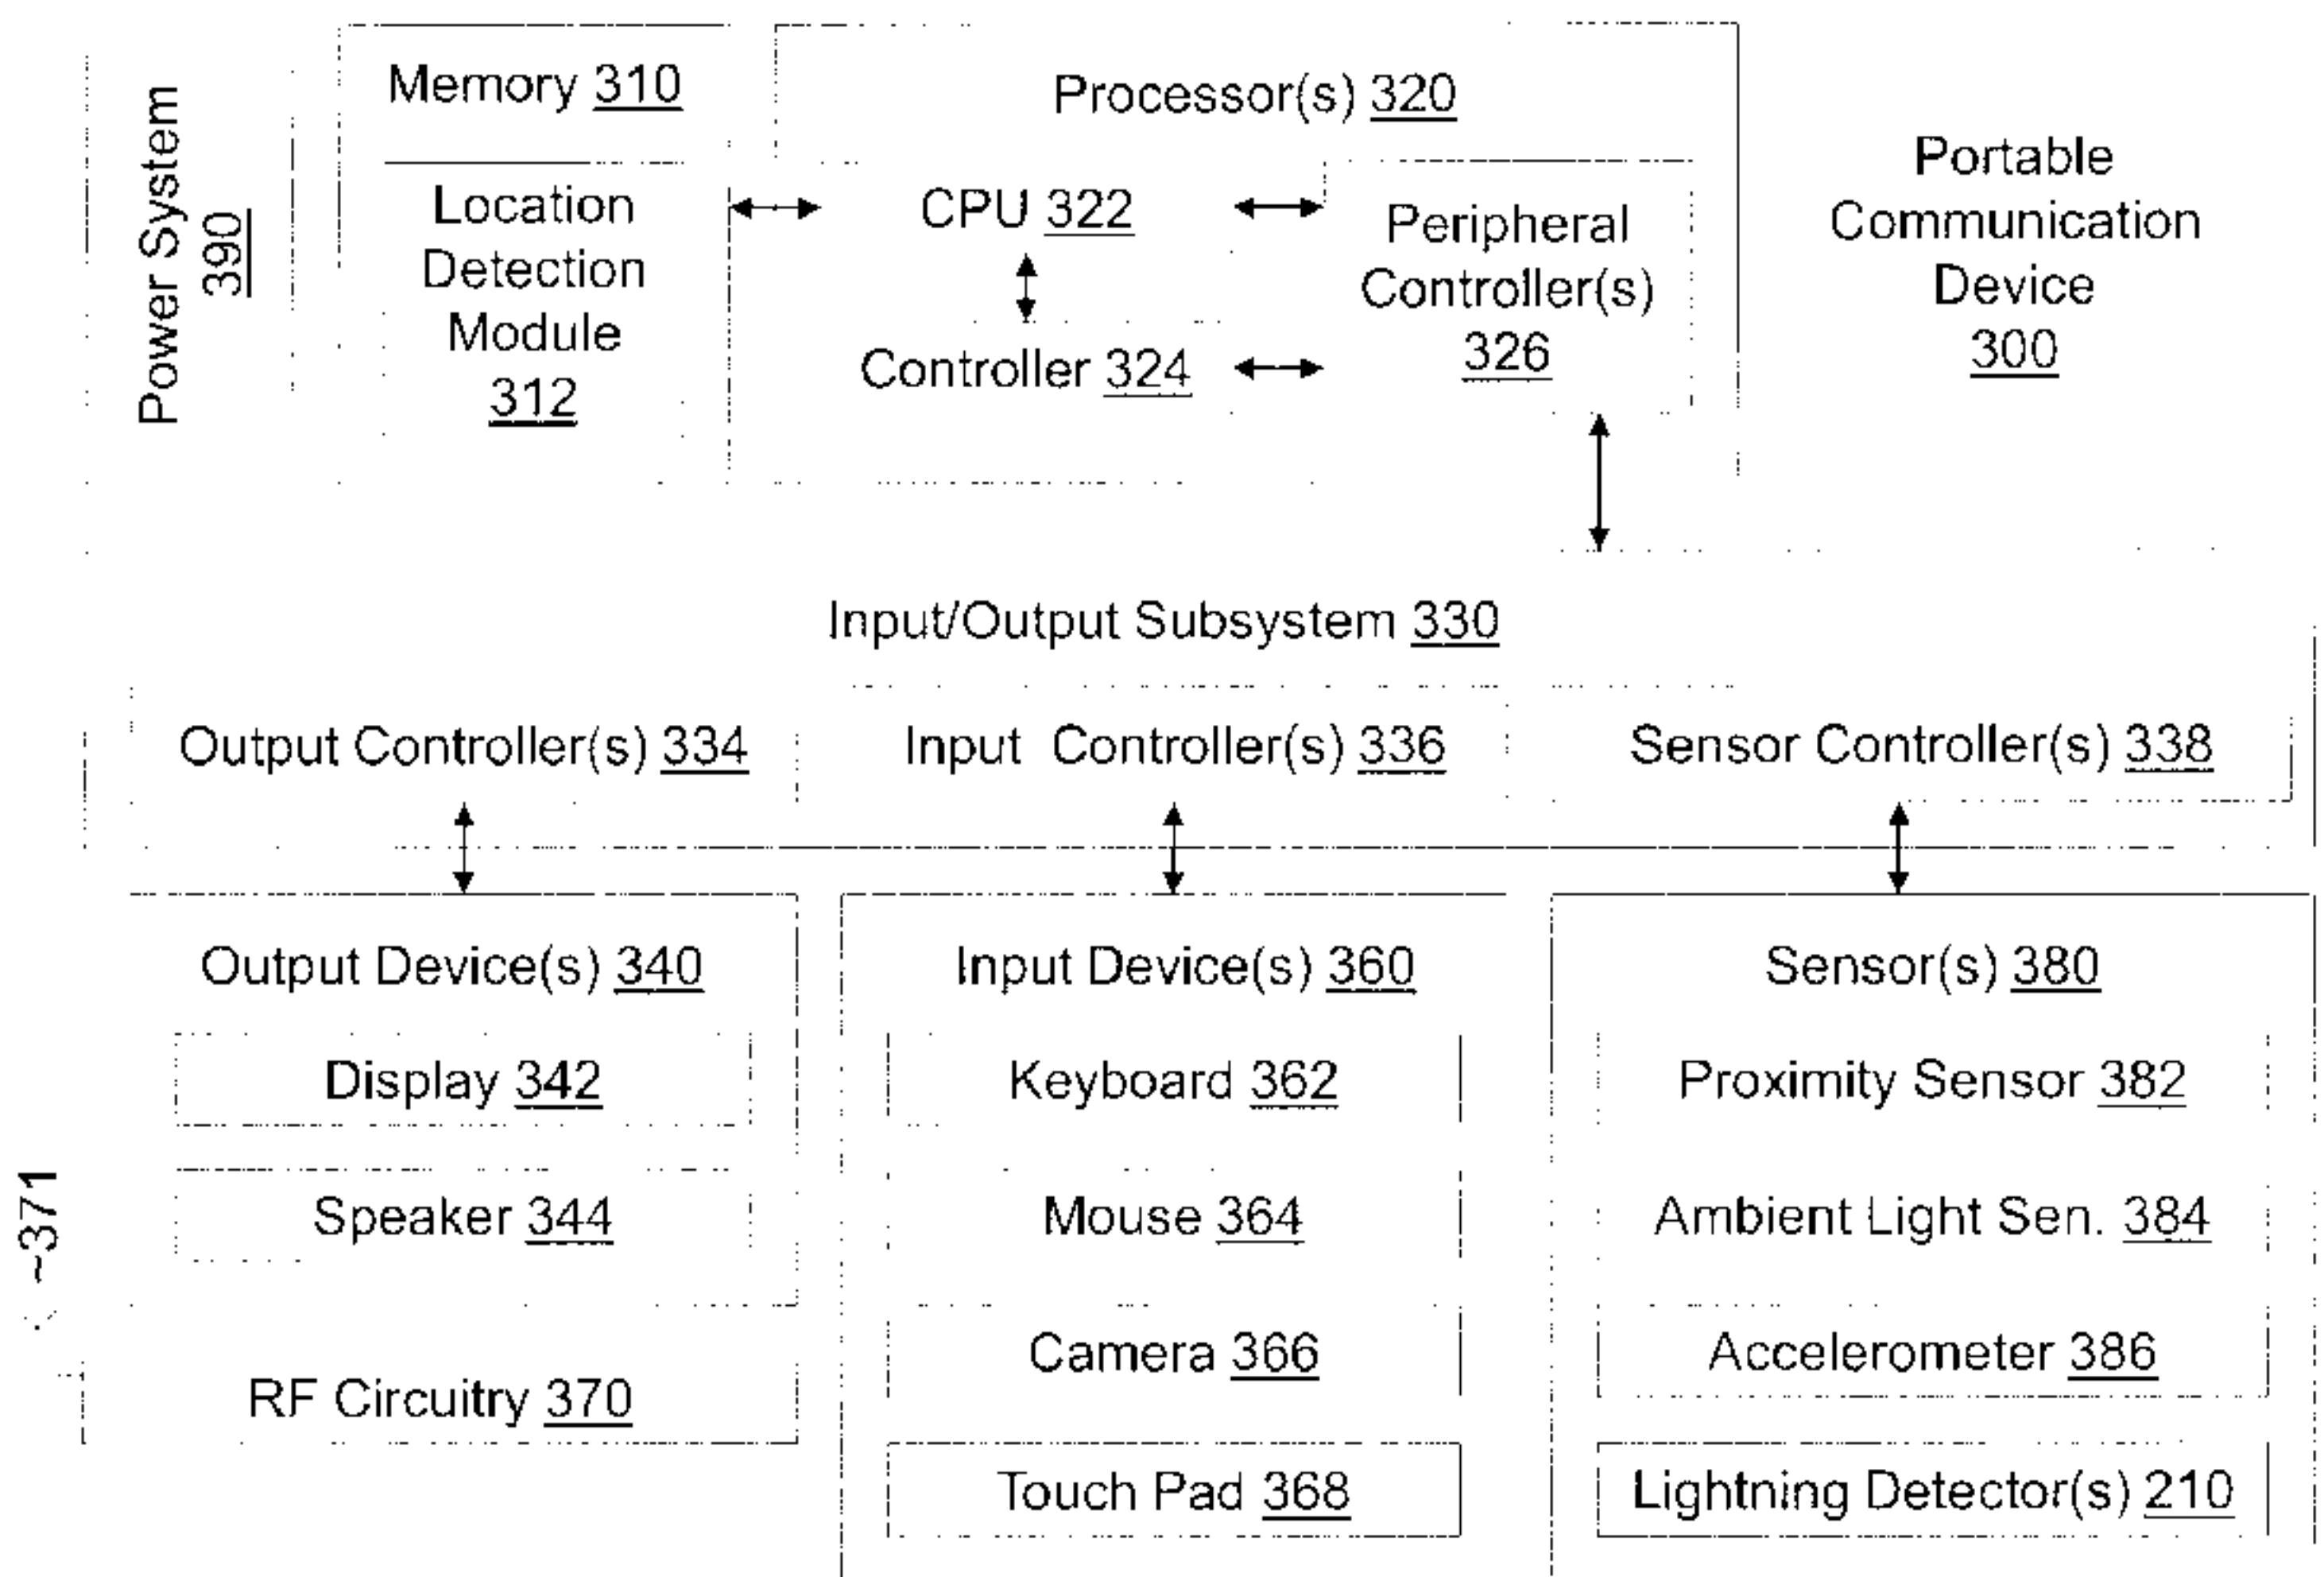 Power System
390
Memory 310
Location
Detection
Module
312
Processor(s) 320
CPU 322
Controller 324
Peripheral
Controller(s)
326
Portable
Communication
Device
300
Input/Output Subsystem 330
Output Controller(s) 334
Input Controller(s) 336
Sensor Controller(s) 338
Output Device(s) 340
Display 342
Speaker 344
~371
RF Circuitry 370
Input Device(s) 360
Keyboard 362
Mouse 364
Camera 366
Touch Pad 368
Sensor(s) 380
Proximity Sensor 382
Ambient Light Sen. 384
Accelerometer 386
Lightning Detector(s) 210